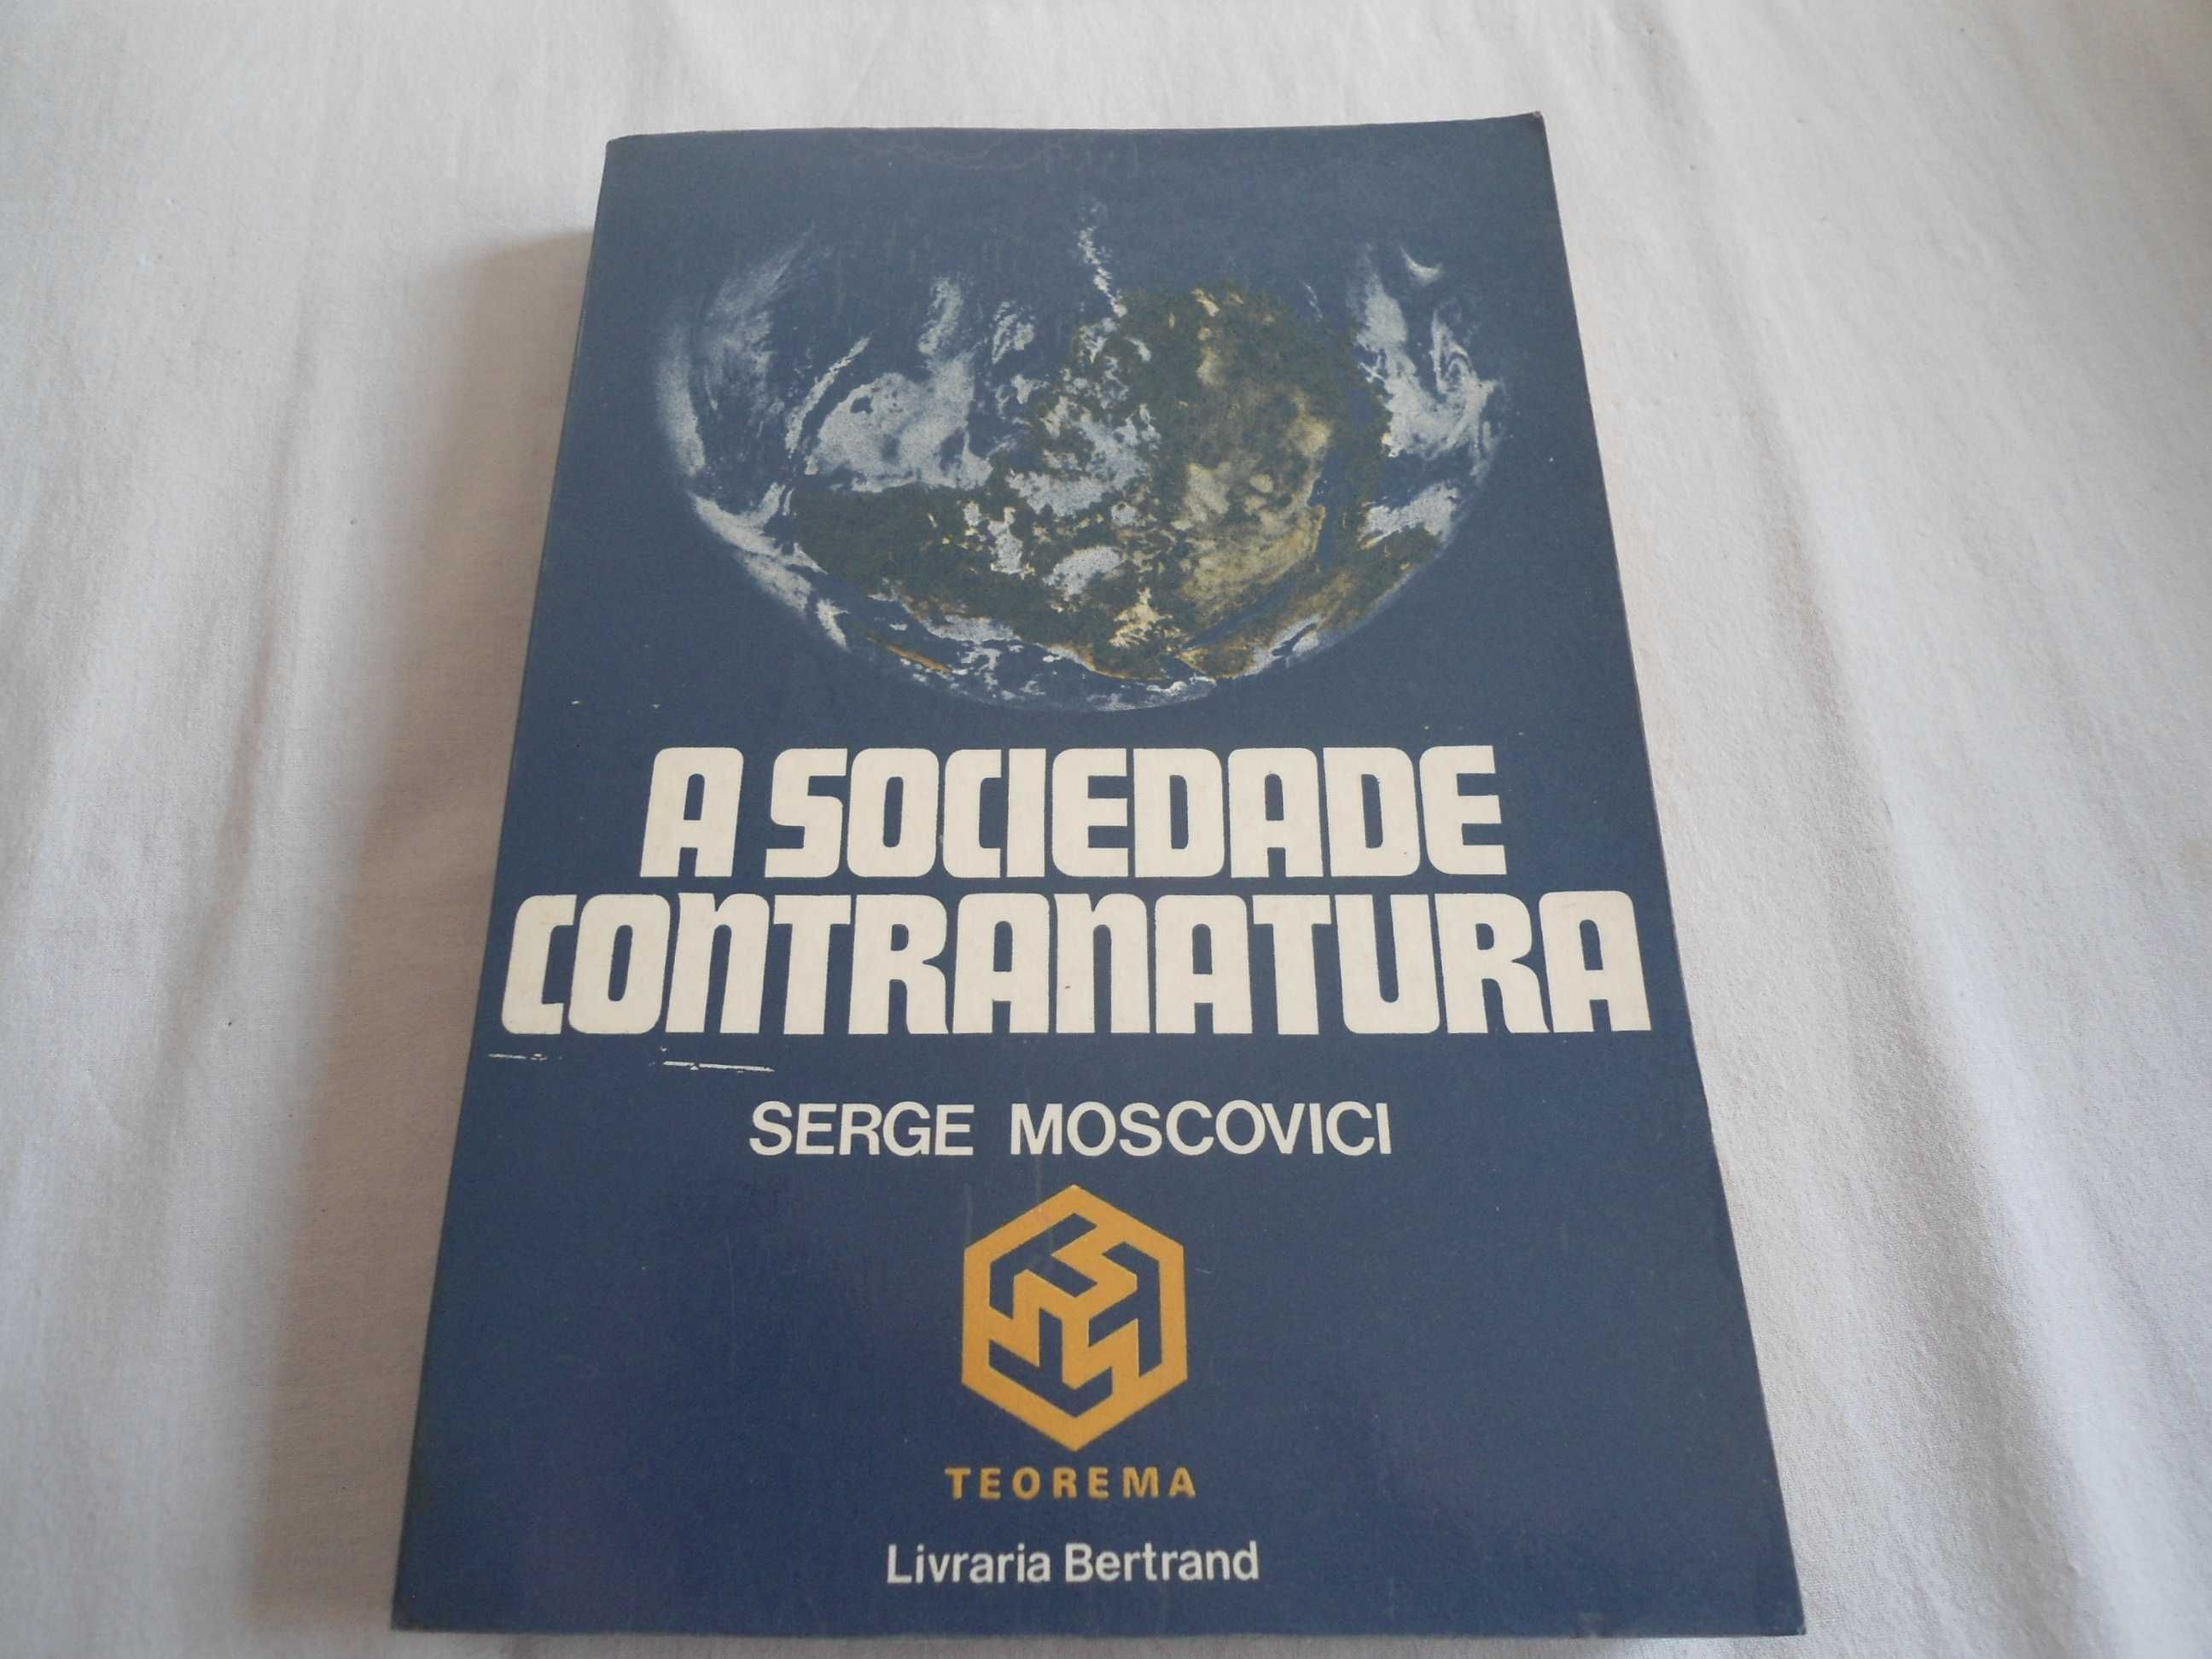 A SOCIEDADE
CONTRANATURA
SERGE MOSCOVICI
TEOREMA
Livraria Bertrand